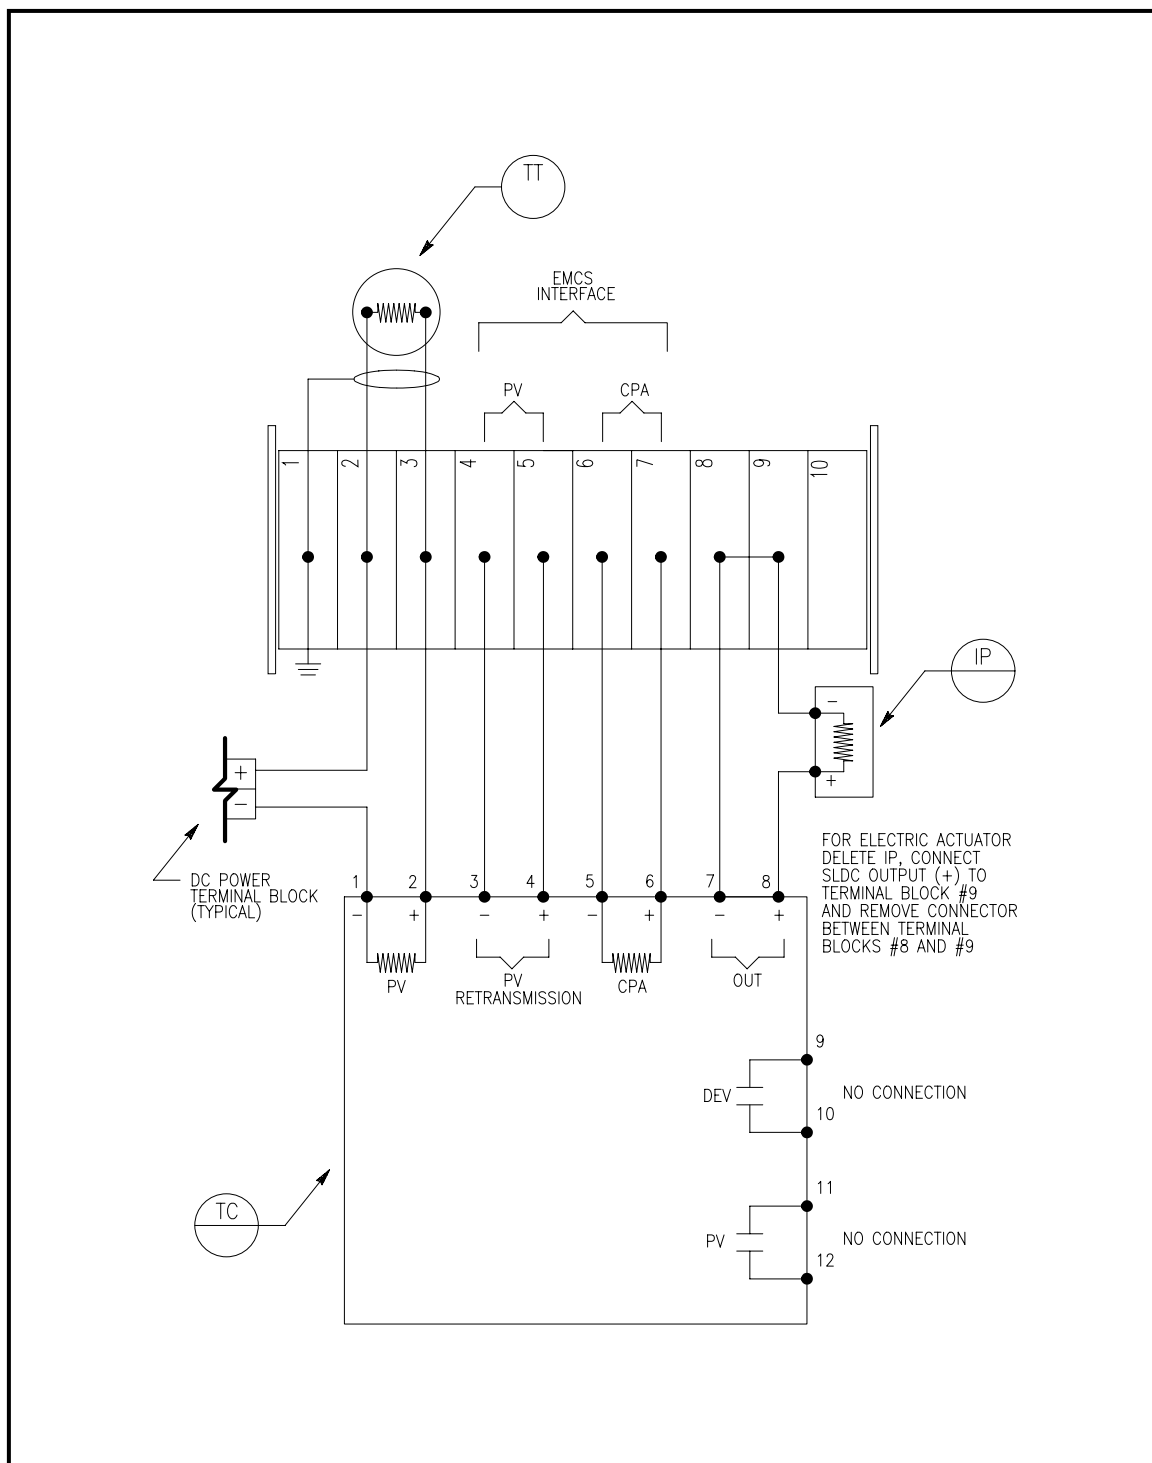 TT
EMCS
INTERFACE
PV
CPA
1
2
3
4
5
6
7
8
9
10
IP
-
+
+
-
DC POWER
TERMINAL BLOCK
(TYPICAL)
FOR ELECTRIC ACTUATOR
DELETE IP, CONNECT
SLDC OUTPUT (+) TO
TERMINAL BLOCK #9
AND REMOVE CONNECTOR
BETWEEN TERMINAL
BLOCKS #8 AND #9
1 2 3 4 5 6 7 8
- + - + - + - +
PV
PV
RETRANSMISSION
CPA
OUT
9
DEV
NO CONNECTION
10
11
PV
NO CONNECTION
12
TC